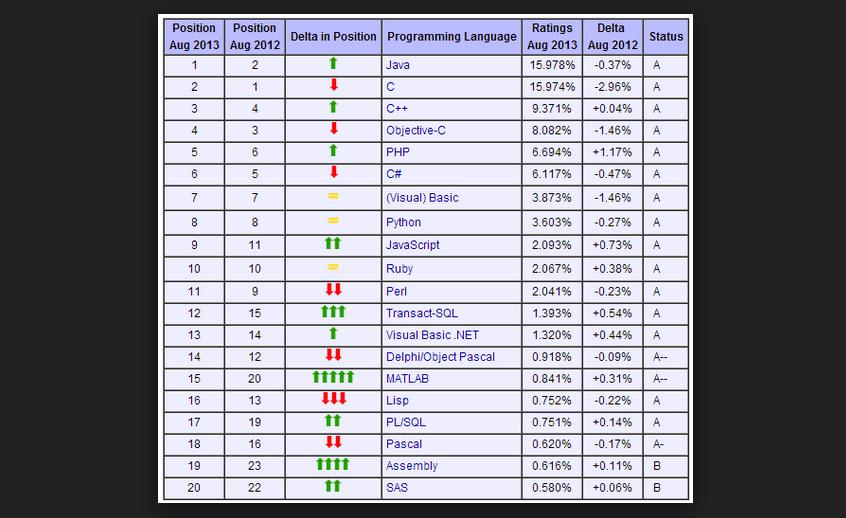 Position Aug 2013 Position Aug 2012 Delta in Position Programming Language Ratings Aug 2013 Delta Aug 2012 Status
1 2 Java 15.978% -0.37% A
2 1 C 15.974% -2.96% A
3 4 C++ 9.371% +0.04% A
4 3 Objective-C 8.082% -1.46% A
5 6 PHP 6.694% +1.17% A
6 5 C# 6.117% -0.47% A
7 7 = (Visual) Basic 3.873% -1.46% A
8 8 = Python 3.603% -0.27% A
9 11 JavaScript 2.093% +0.73% A
10 10 = Ruby 2.067% +0.38% A
11 9 Perl 2.041% -0.23% A
12 15 Transact-SQL 1.393% +0.54% A
13 14 Visual Basic .NET 1.320% +0.44% A
14 12 Delphi/Object Pascal 0.918% -0.09% A--
15 20 MATLAB 0.841% +0.31% A--
16 13 Lisp 0.752% -0.22% A
17 19 PL/SQL 0.751% +0.14% A
18 16 Pascal 0.620% -0.17% A-
19 23 Assembly 0.616% +0.11% B
20 22 SAS 0.580% +0.06% B